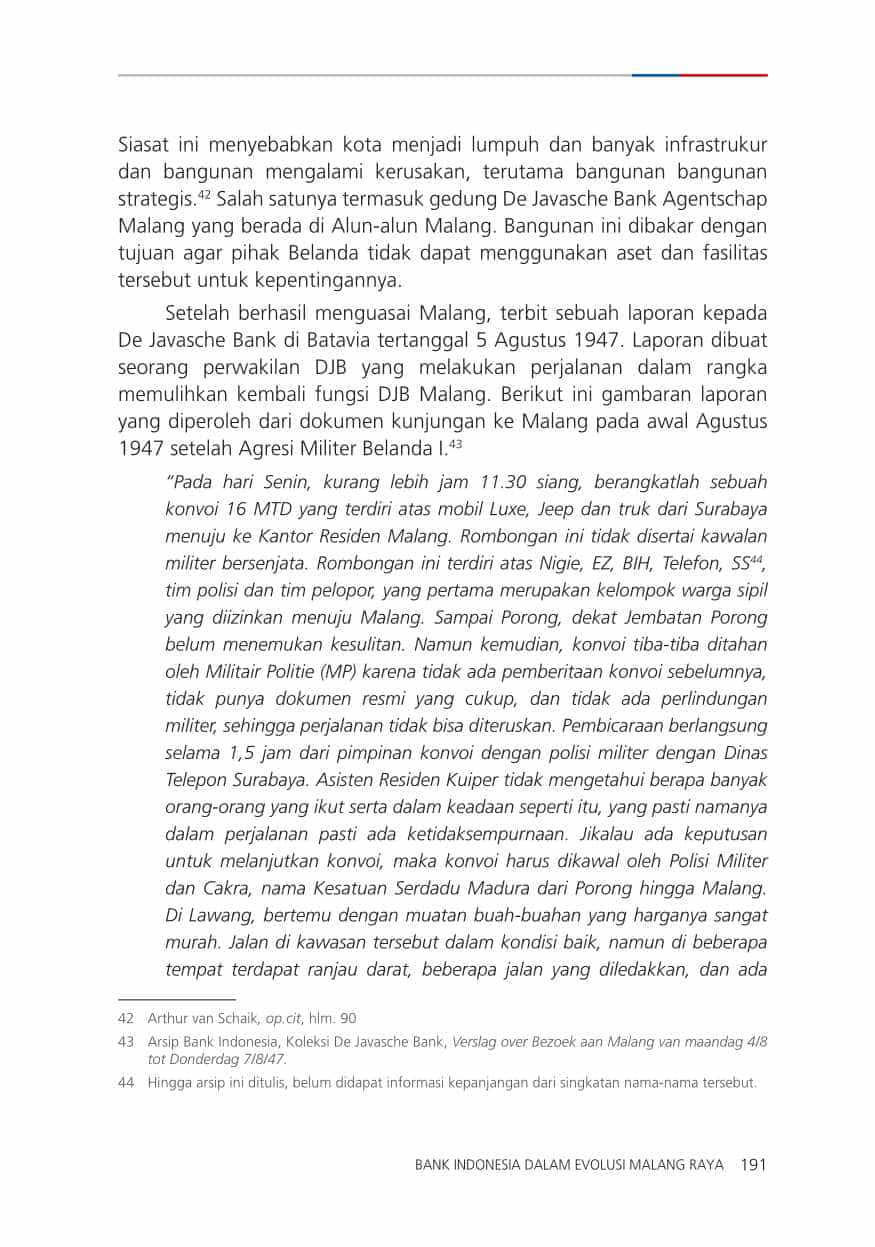 Siasat ini menyebabkan kota menjadi lumpuh dan banyak infrastrukur
dan bangunan mengalami kerusakan, terutama bangunan bangunan
strategis.42 Salah satunya termasuk gedung De Javasche Bank Agentschap
Malang yang berada di Alun-alun Malang. Bangunan ini dibakar dengan
tujuan agar pihak Belanda tidak dapat menggunakan aset dan fasilitas
tersebut untuk kepentingannya.
Setelah berhasil menguasai Malang, terbit sebuah laporan kepada
De Javasche Bank di Batavia tertanggal 5 Agustus 1947. Laporan dibuat
seorang perwakilan DJB yang melakukan perjalanan dalam rangka
memulihkan kembali fungsi DJB Malang. Berikut ini gambaran laporan
yang diperoleh dari dokumen kunjungan ke Malang pada awal Agustus
1947 setelah Agresi Militer Belanda I.43
“Pada hari Senin, kurang lebih jam 11.30 siang, berangkatlah sebuah
konvoi 16 MTD yang terdiri atas mobil Luxe, Jeep dan truk dari Surabaya
menuju ke Kantor Residen Malang. Rombongan ini tidak disertai kawalan
militer bersenjata. Rombongan ini terdiri atas Nigie, EZ, BIH, Telefon, SS44,
tim polisi dan tim pelopor, yang pertama merupakan kelompok warga sipil
yang diizinkan menuju Malang. Sampai Porong, dekat Jembatan Porong
belum menemukan kesulitan. Namun kemudian, konvoi tiba-tiba ditahan
oleh Militair Politie (MP) karena tidak ada pemberitaan konvoi sebelumnya,
tidak punya dokumen resmi yang cukup, dan tidak ada perlindungan
militer, sehingga perjalanan tidak bisa diteruskan. Pembicaraan berlangsung
selama 1,5 jam dari pimpinan konvoi dengan polisi militer dengan Dinas
Telepon Surabaya. Asisten Residen Kuiper tidak mengetahui berapa banyak
orang-orang yang ikut serta dalam keadaan seperti itu, yang pasti namanya
dalam perjalanan pasti ada ketidaksempurnaan. Jikalau ada keputusan
untuk melanjutkan konvoi, maka konvoi harus dikawal oleh Polisi Militer
dan Cakra, nama Kesatuan Serdadu Madura dari Porong hingga Malang.
Di Lawang, bertemu dengan muatan buah-buahan yang harganya sangat
murah. Jalan di kawasan tersebut dalam kondisi baik, namun di beberapa
tempat terdapat ranjau darat, beberapa jalan yang diledakkan, dan ada
42 Arthur van Schaik, op.cit, hlm. 90
43 Arsip Bank Indonesia, Koleksi De Javasche Bank, Verslag over Bezoek aan Malang van maandag 4/8
tot Donderdag 7/8/47.
44 Hingga arsip ini ditulis, belum didapat informasi kepanjangan dari singkatan nama-nama tersebut.
BANK INDONESIA DALAM EVOLUSI MALANG RAYA 191